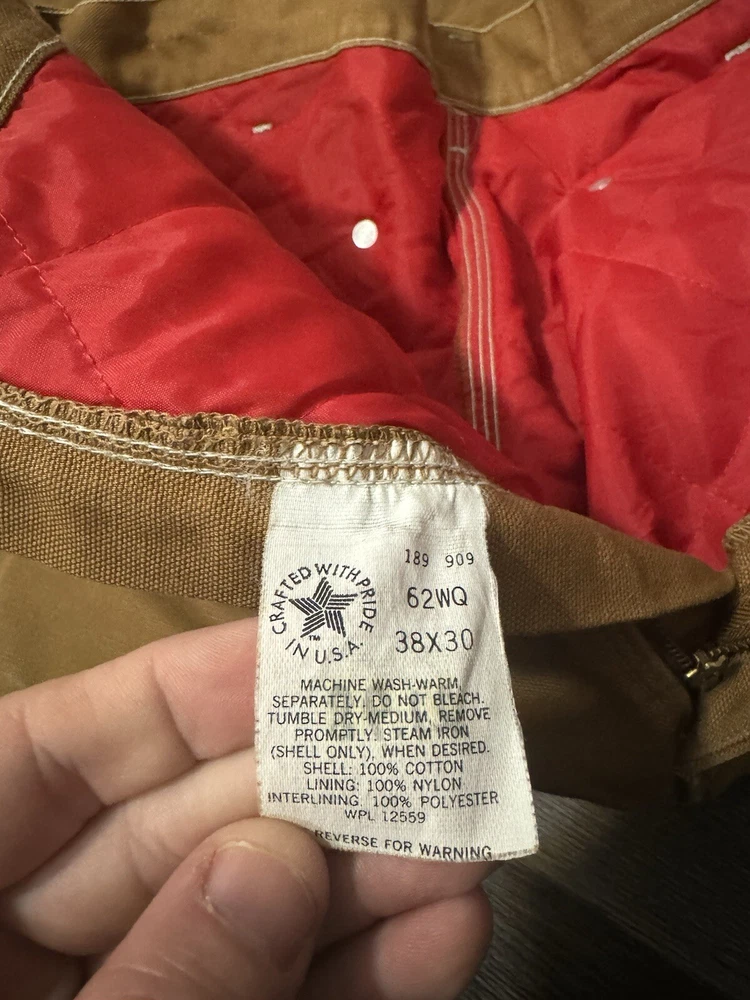 189 909
CRAFTED WITH PRIDE
IN U.S.A.
TM
62WQ
38X30
MACHINE WASH-WARM,
SEPARATELY. DO NOT BLEACH.
TUMBLE DRY-MEDIUM, REMOVE
PROMPTLY. STEAM IRON
(SHELL ONLY), WHEN DESIRED.
SHELL: 100% COTTON
LINING: 100% NYLON
INTERLINING: 100% POLYESTER
WPL 12559
REVERSE FOR WARNING